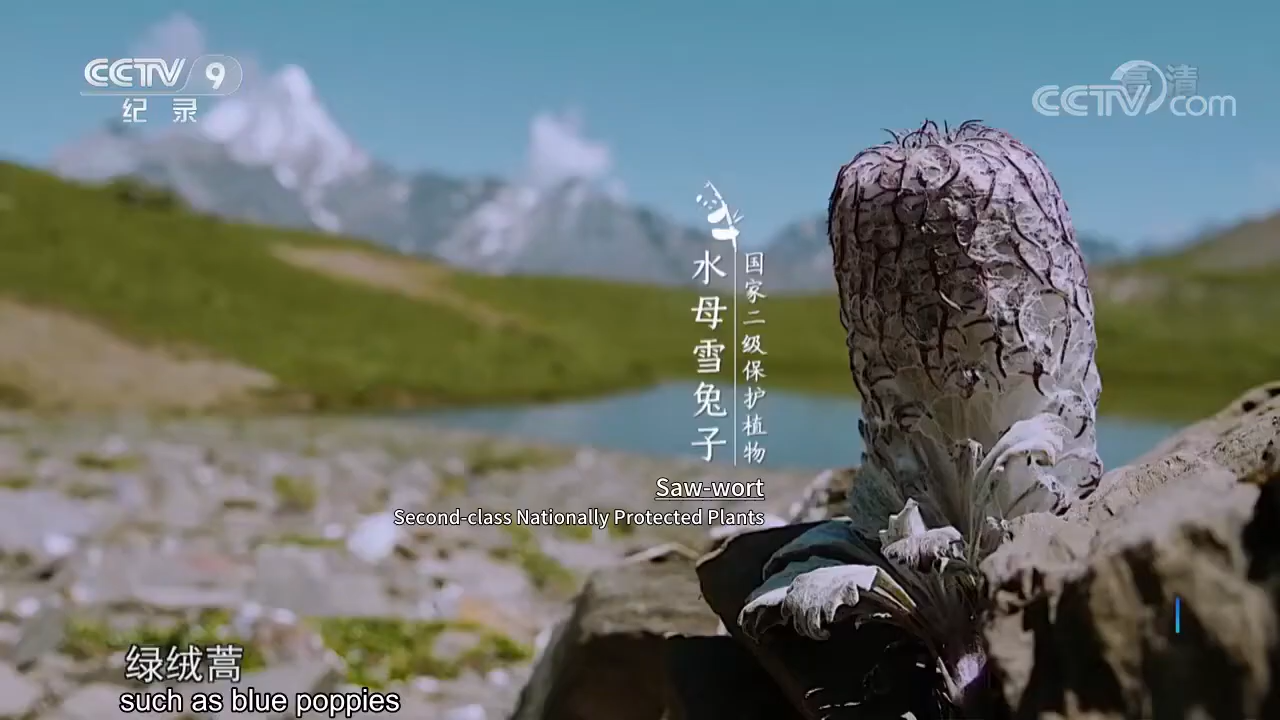 CCTV 9
纪录
高清
CCTV.com
水母雪兔子
国家二级保护植物
Saw-wort
Second-class Nationally Protected Plants
绿绒蒿
such as blue poppies